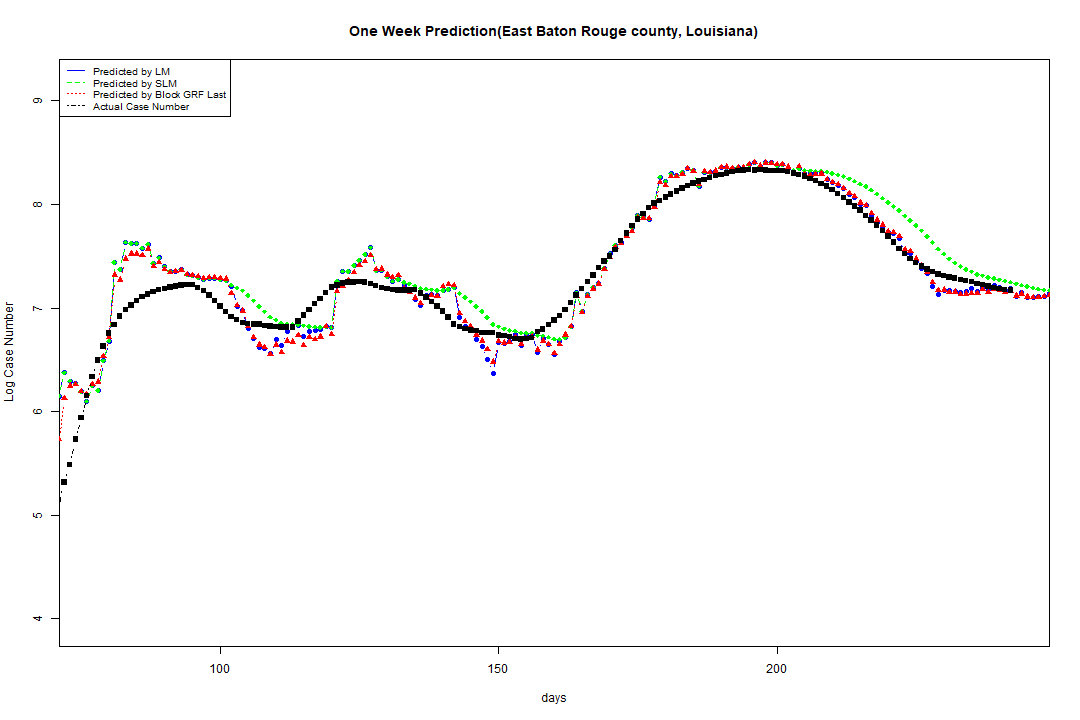 One Week Prediction(East Baton Rouge county, Louisiana)
Predicted by LM
Predicted by SLM
Predicted by Block GRF Last
Actual Case Number
Log Case Number
9
8
7
6
5
4
100
150
200
days